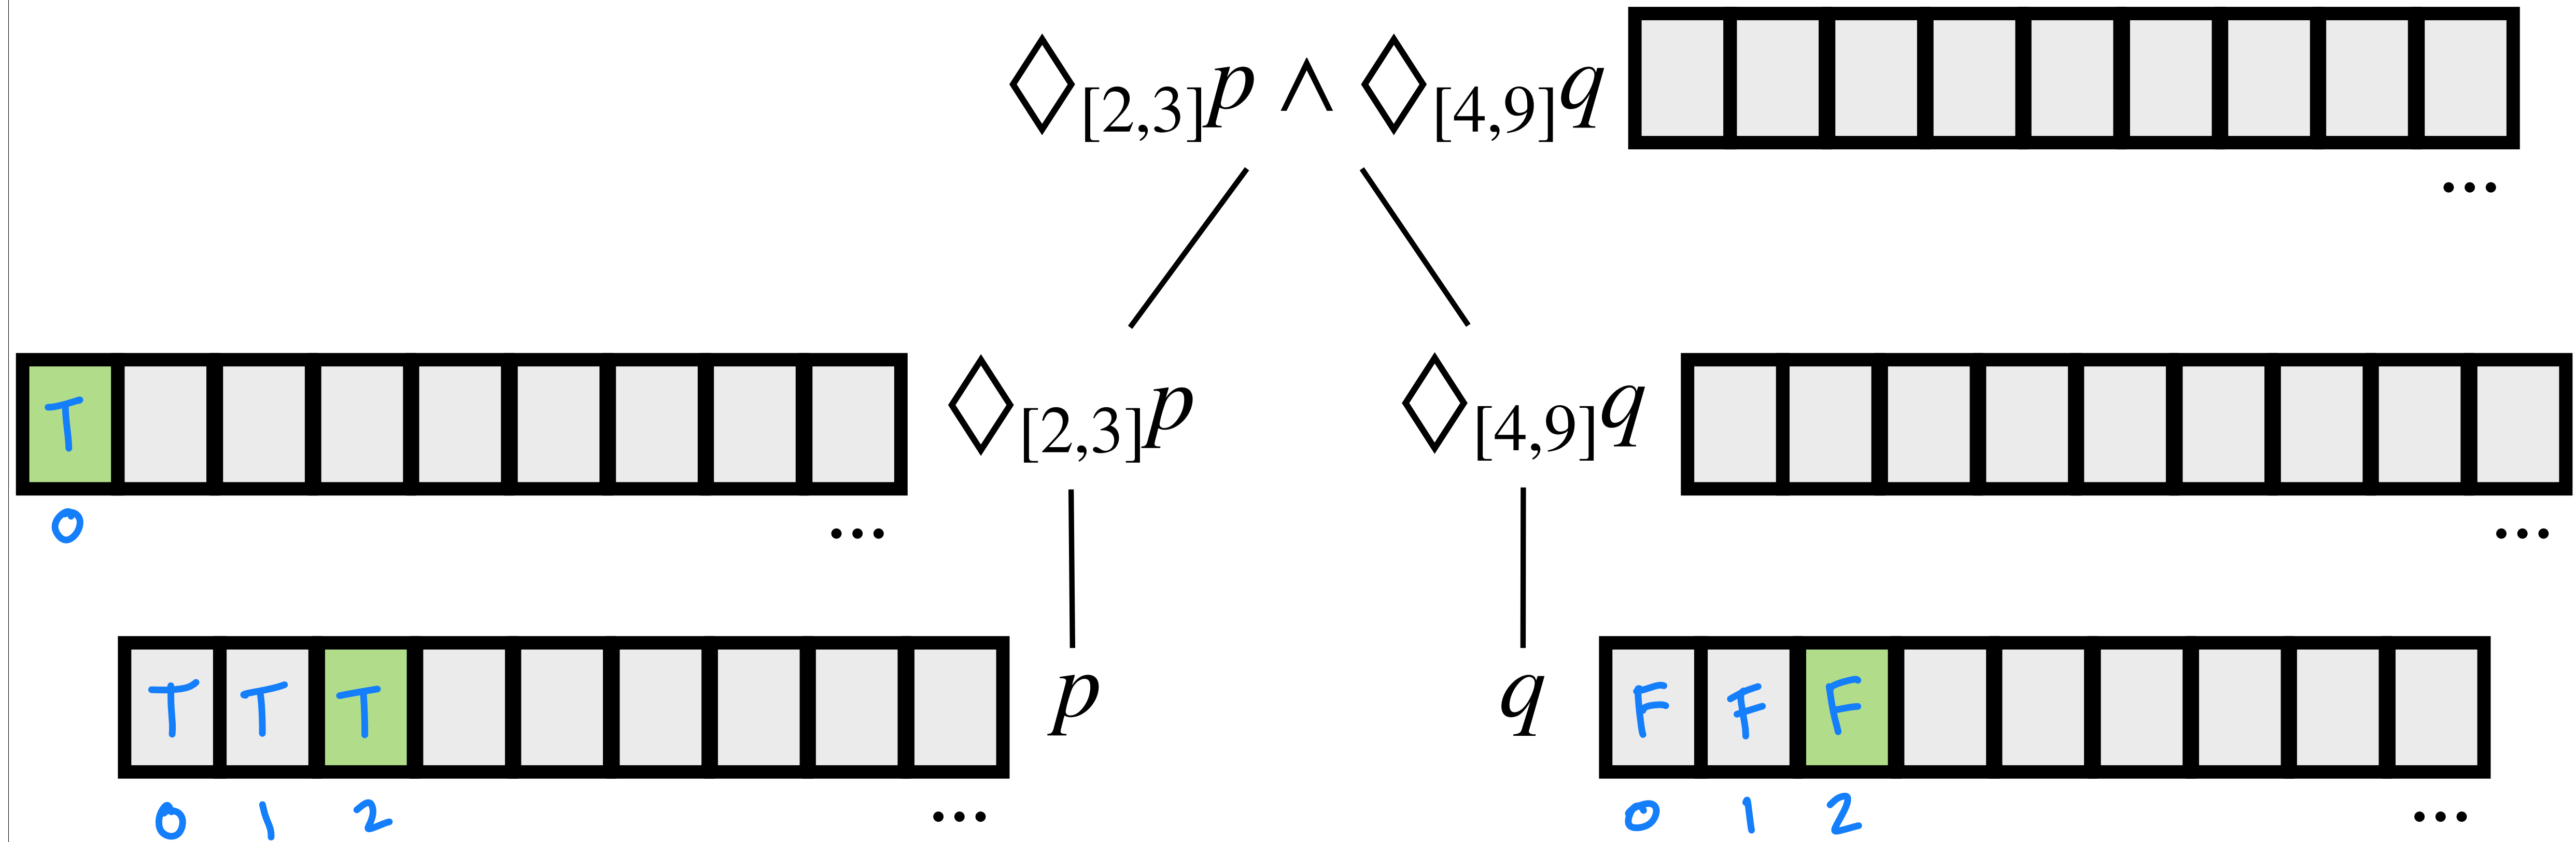 ◊[2,3]p ∧ ◊[4,9]q
...
T ◊[2,3]p ◊[4,9]q
0 ... ...
T T T p q F F F
0 1 2 ... 0 1 2 ...